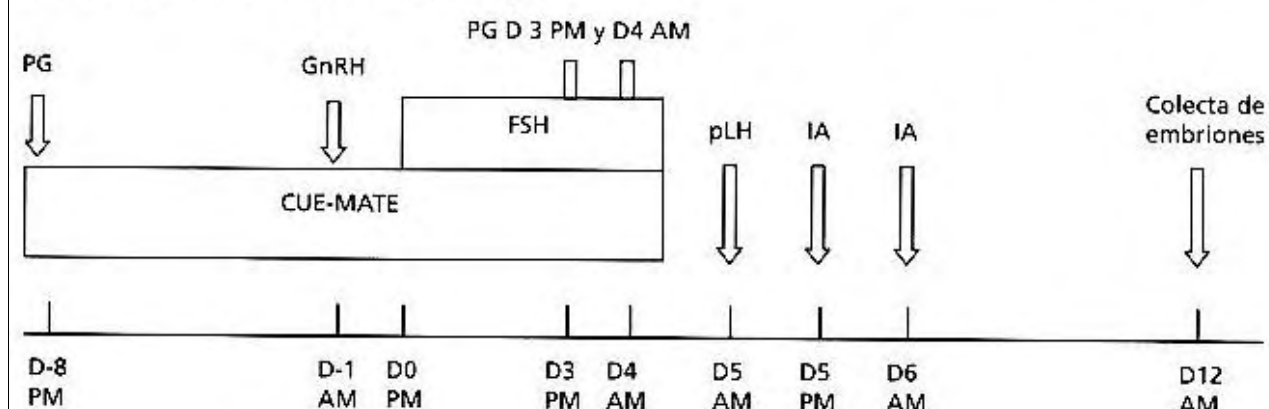 PG D 3 PM y D4 AM
PG
GnRH
FSH
pLH
IA
IA
Colecta de
embriones
CUE-MATE
D-8
PM
D-1
AM
D0
PM
D3
PM
D4
AM
D5
AM
D5
PM
D6
AM
D12
AM